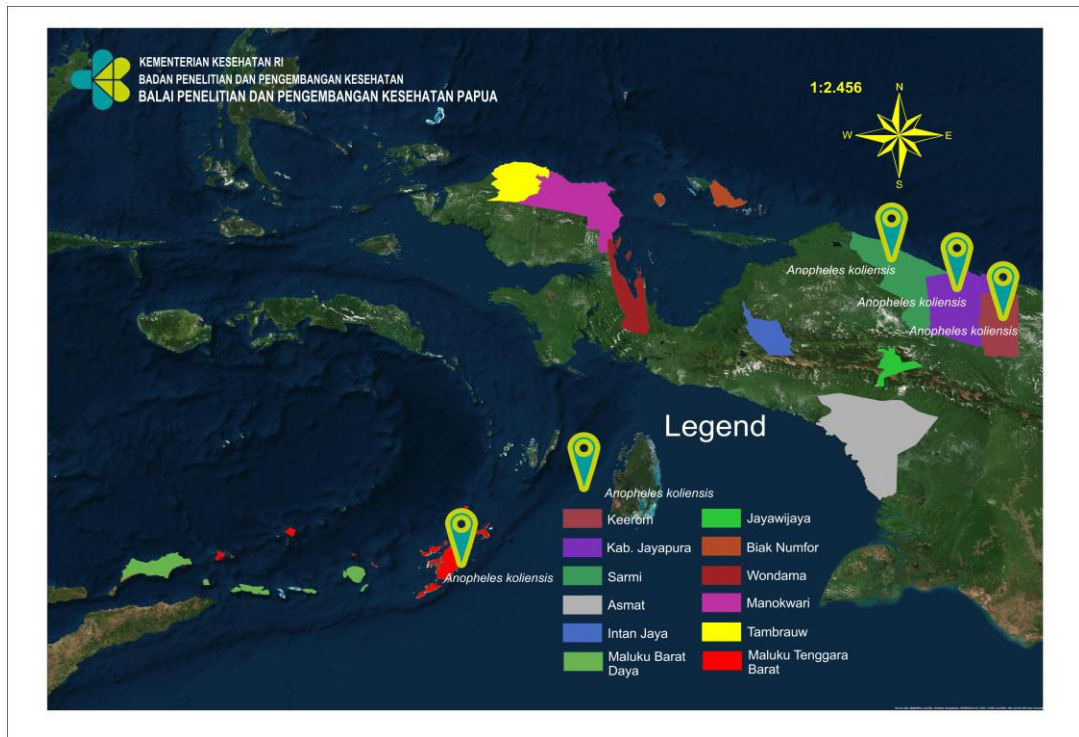 KEMENTERIAN KESEHATAN RI
BADAN PENELITIAN DAN PENGEMBANGAN KESEHATAN
BALAI PENELITIAN DAN PENGEMBANGAN KESEHATAN PAPUA
1:2.456
N
W
E
S
Anopheles koliensis
Anopheles koliensis
Anopheles koliensis
Anopheles koliensis
Legend
Anopheles koliensis
Keerom
Jayawijaya
Kab. Jayapura
Biak Numfor
Sarmi
Wondama
Asmat
Manokwari
Intan Jaya
Tambrauw
Maluku Barat
Daya
Maluku Tenggara
Barat